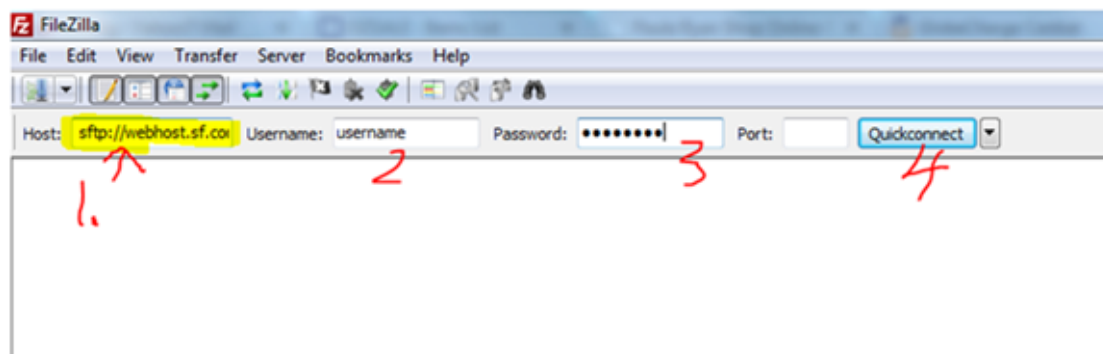 FileZilla
File Edit View Transfer Server Bookmarks Help
Host: sftp://webhost.sf.co Username: username Password: ●●●●●●●● Port: Quickconnect
1. 2 3 4